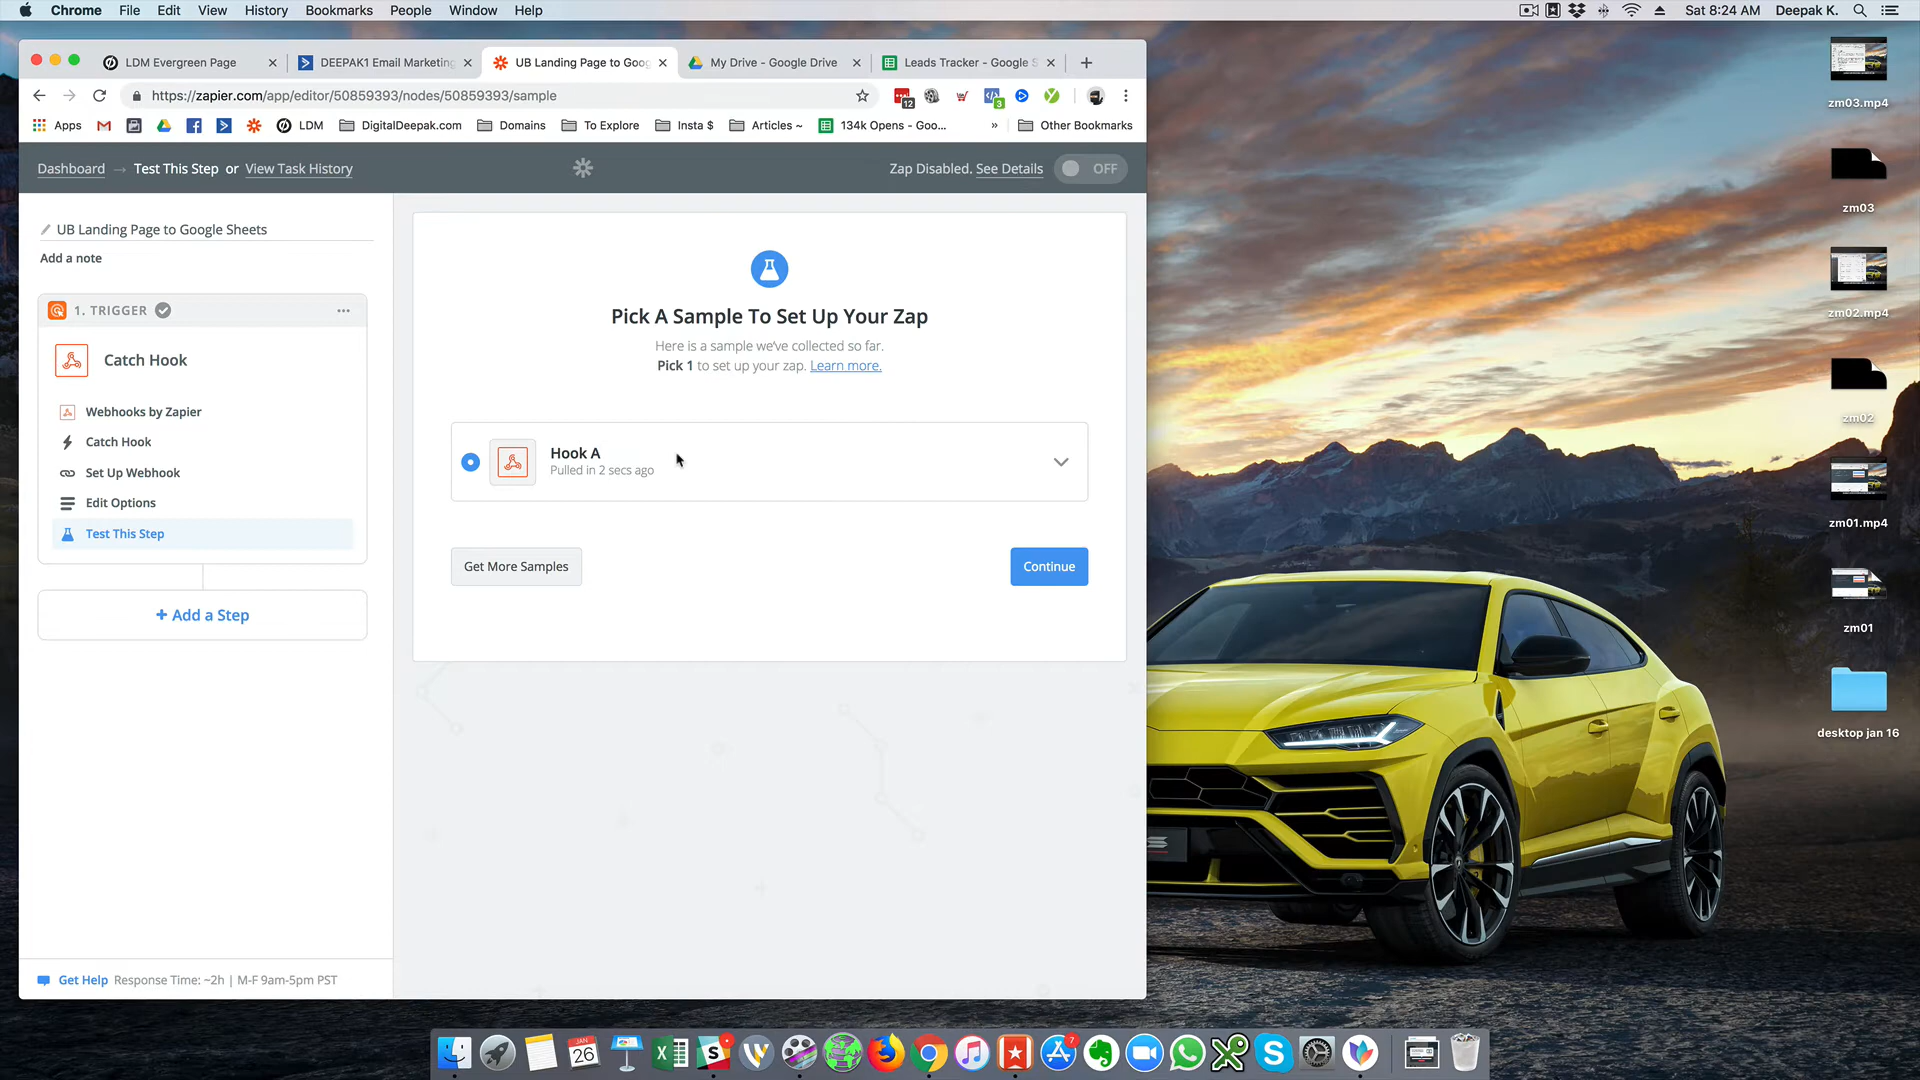 Chrome File Edit View History Bookmarks People Window Help Sat 8:24 AM Deepak K.
LDM Evergreen Page DEEPAK1 Email Marketing UB Landing Page to Goo My Drive - Google Drive Leads Tracker - Google S
https://zapier.com/app/editor/50859393/nodes/50859393/sample 12 3
Apps LDM DigitalDeepak.com Domains To Explore Insta $ Articles ~ 134k Opens - Goo... » Other Bookmarks
Dashboard → Test This Step or View Task History Zap Disabled. See Details OFF
UB Landing Page to Google Sheets
Add a note
1. TRIGGER
Catch Hook
Webhooks by Zapier
Catch Hook
Set Up Webhook
Edit Options
Test This Step
+ Add a Step
Get Help Response Time: ~2h | M-F 9am-5pm PST
Pick A Sample To Set Up Your Zap
Here is a sample we've collected so far.
Pick 1 to set up your zap. Learn more.
Hook A
Pulled in 2 secs ago
Get More Samples
Continue
zm03.mp4
zm03
zm02.mp4
zm02
zm01.mp4
zm01
desktop jan 16
JAN
26
7